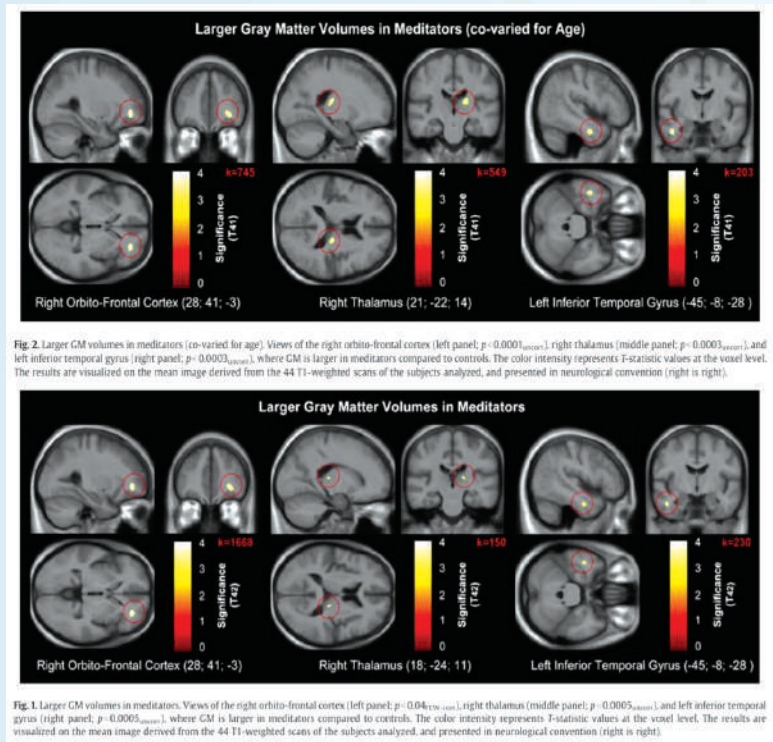 Larger Gray Matter Volumes in Meditators (co-varied for Age)
4
3
2
1
0
k=745
Significance
(T41)
Right Orbito-Frontal Cortex (28; 41; -3)
4
3
2
1
0
k=549
Significance
(T41)
Right Thalamus (21; -22; 14)
4
3
2
1
0
k=203
Significance
(T41)
Left Inferior Temporal Gyrus (-45; -8; -28 )
Fig. 2. Larger GM volumes in meditators (co-varied for age). Views of the right orbito-frontal cortex (left panel; p<0.0001uncorr), right thalamus (middle panel; p<0.0003uncorr), and
left inferior temporal gyrus (right panel; p<0.0003uncorr), where GM is larger in meditators compared to controls. The color intensity represents T-statistic values at the voxel level.
The results are visualized on the mean image derived from the 44 T1-weighted scans of the subjects analyzed, and presented in neurological convention (right is right).
Larger Gray Matter Volumes in Meditators
4
3
2
1
0
k=1668
Significance
(T42)
Right Orbito-Frontal Cortex (28; 41; -3)
4
3
2
1
0
k=150
Significance
(T42)
Right Thalamus (18; -24; 11)
4
3
2
1
0
k=230
Significance
(T42)
Left Inferior Temporal Gyrus (-45; -8; -28 )
Fig. 1. Larger GM volumes in meditators. Views of the right orbito-frontal cortex (left panel; p<0.04FEW-corr), right thalamus (middle panel; p<0.0005uncorr), and left inferior temporal
gyrus (right panel; p<0.0005uncorr), where GM is larger in meditators compared to controls. The color intensity represents T-statistic values at the voxel level. The results are
visualized on the mean image derived from the 44 T1-weighted scans of the subjects analyzed, and presented in neurological convention (right is right).